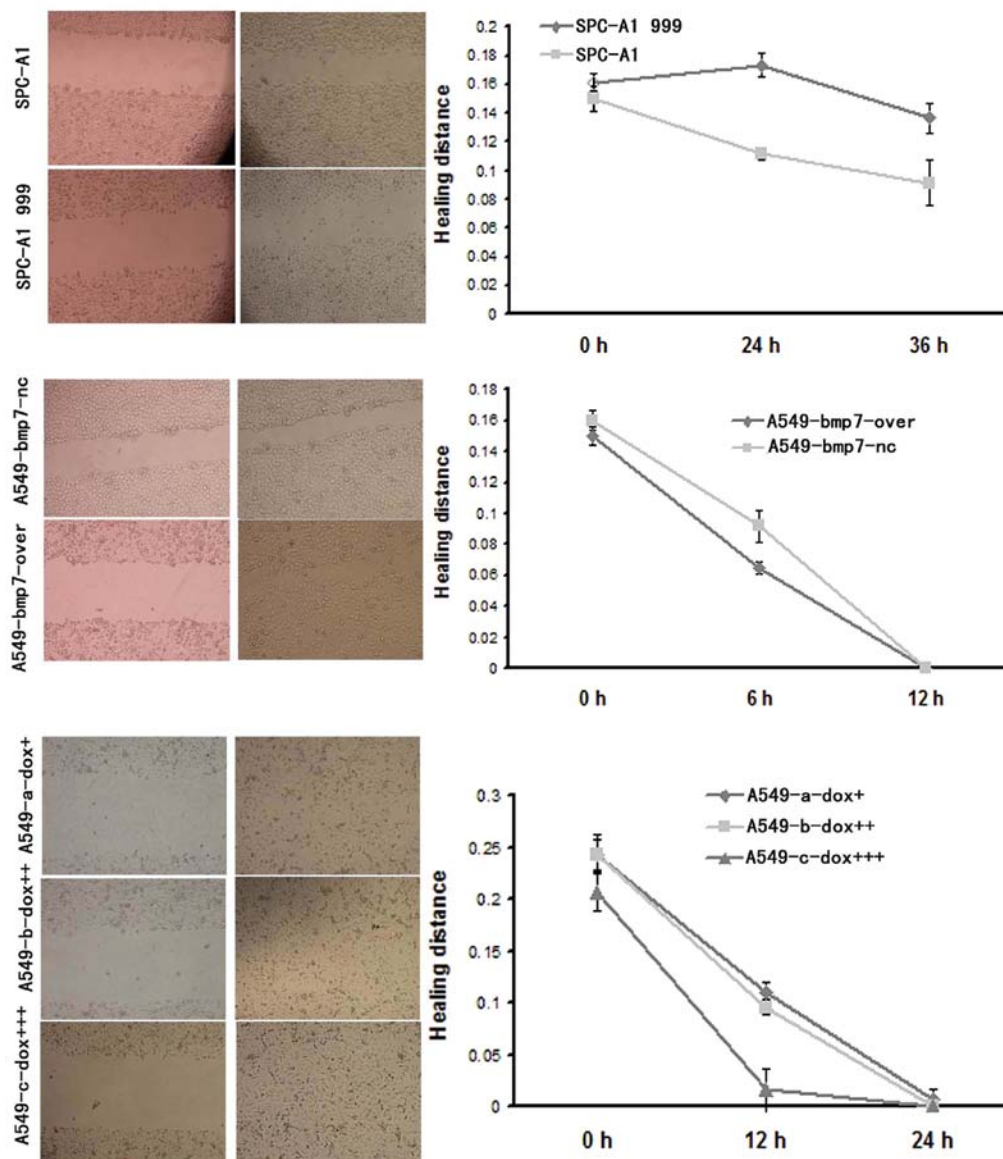 SPC-A1
SPC-A1 999
Healing distance
0.2
0.18
0.16
0.14
0.12
0.1
0.08
0.06
0.04
0.02
0
SPC-A1 999
SPC-A1
0 h
24 h
36 h
A549-bmp7-nc
A549-bmp7-over
Healing distance
0.18
0.16
0.14
0.12
0.1
0.08
0.06
0.04
0.02
0
A549-bmp7-over
A549-bmp7-nc
0 h
6 h
12 h
A549-a-dox+
A549-b-dox++
A549-c-dox+++
Healing distance
0.3
0.25
0.2
0.15
0.1
0.05
0
A549-a-dox+
A549-b-dox++
A549-c-dox+++
0 h
12 h
24 h